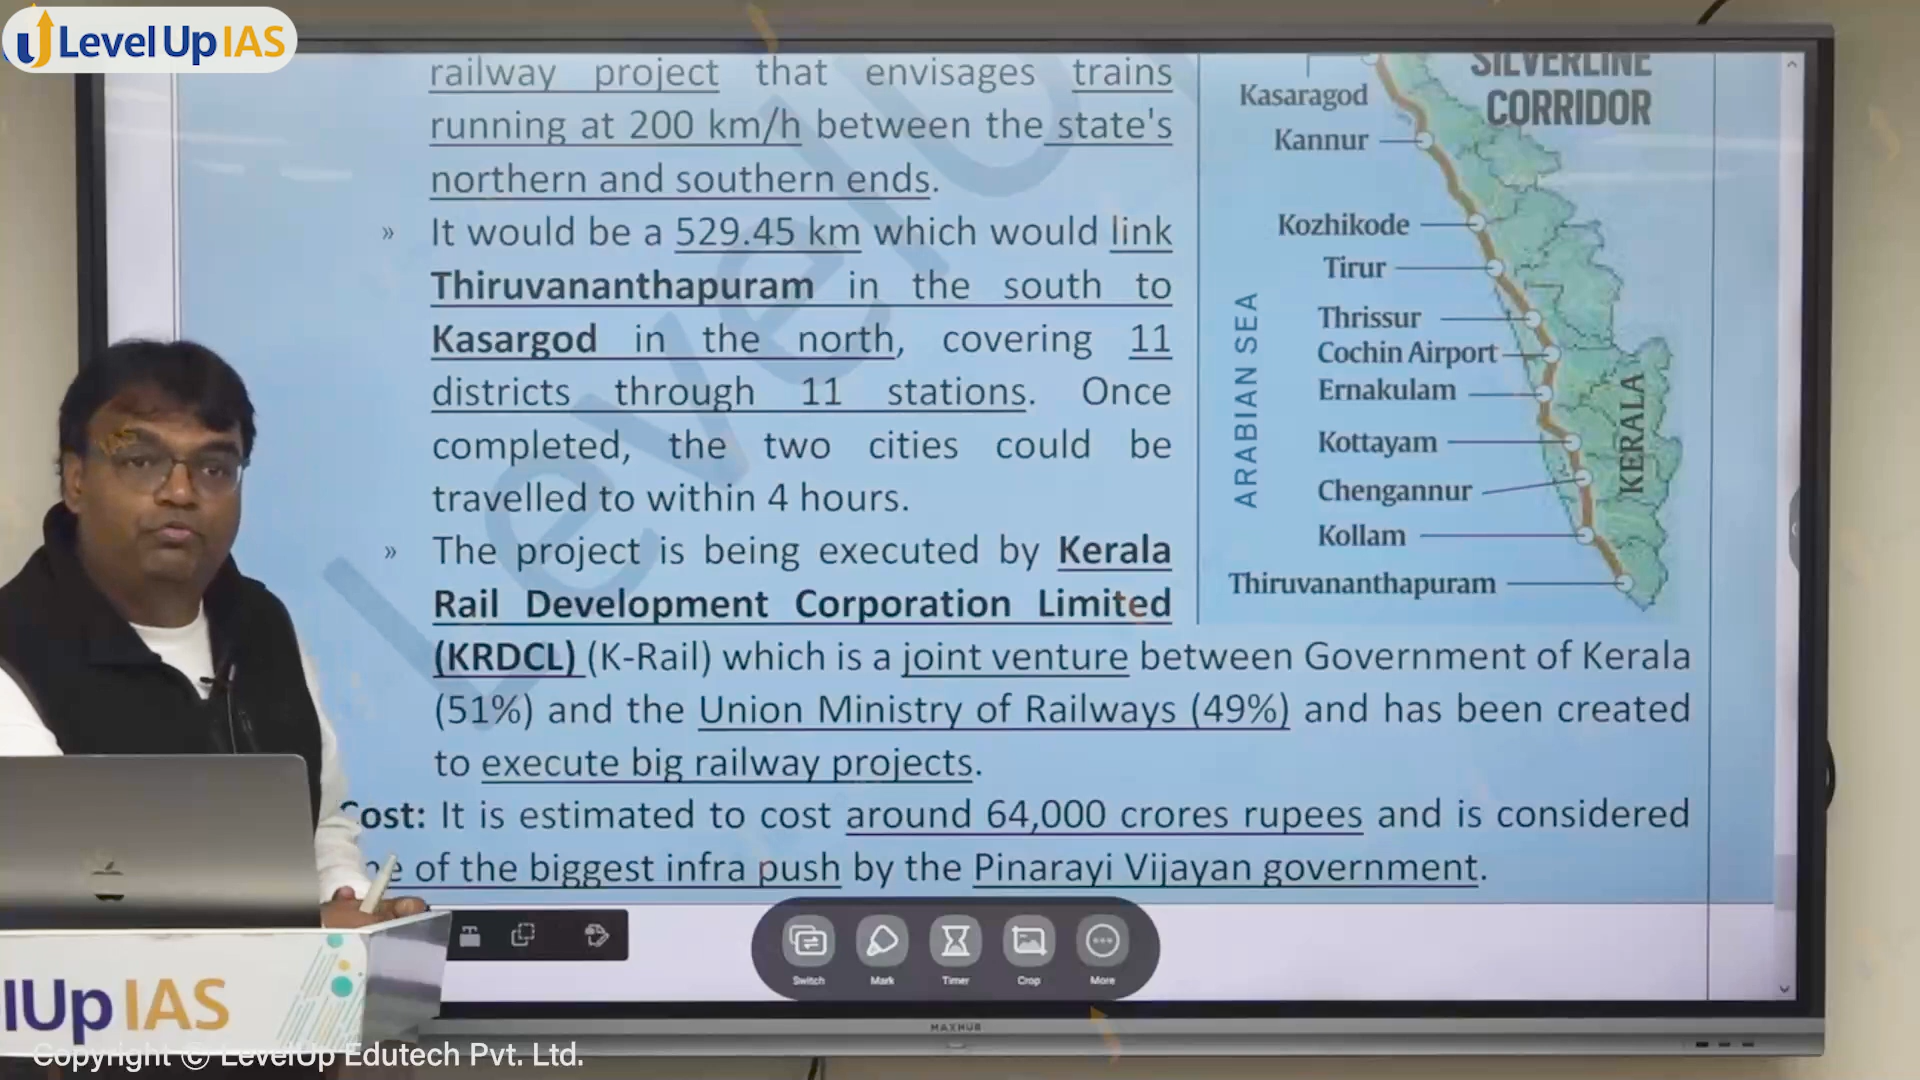 LevelUp IAS
railway project that envisages trains
running at 200 km/h between the state's
northern and southern ends.
» It would be a 529.45 km which would link
Thiruvananthapuram in the south to
Kasargod in the north, covering 11
districts through 11 stations. Once
completed, the two cities could be
travelled to within 4 hours.
» The project is being executed by Kerala
Rail Development Corporation Limited
(KRDCL) (K-Rail) which is a joint venture between Government of Kerala
(51%) and the Union Ministry of Railways (49%) and has been created
to execute big railway projects.
Cost: It is estimated to cost around 64,000 crores rupees and is considered
ne of the biggest infra push by the Pinarayi Vijayan government.
SILVERLINE
CORRIDOR
Kasaragod
Kannur
Kozhikode
Tirur
Thrissur
Cochin Airport
Ernakulam
Kottayam
Chengannur
Kollam
Thiruvananthapuram
ARABIAN SEA
KERALA
LevelU
Switch
Mark
Timer
Crop
More
MAXHUB
lUp IAS
Copyright © LevelUp Edutech Pvt. Ltd.